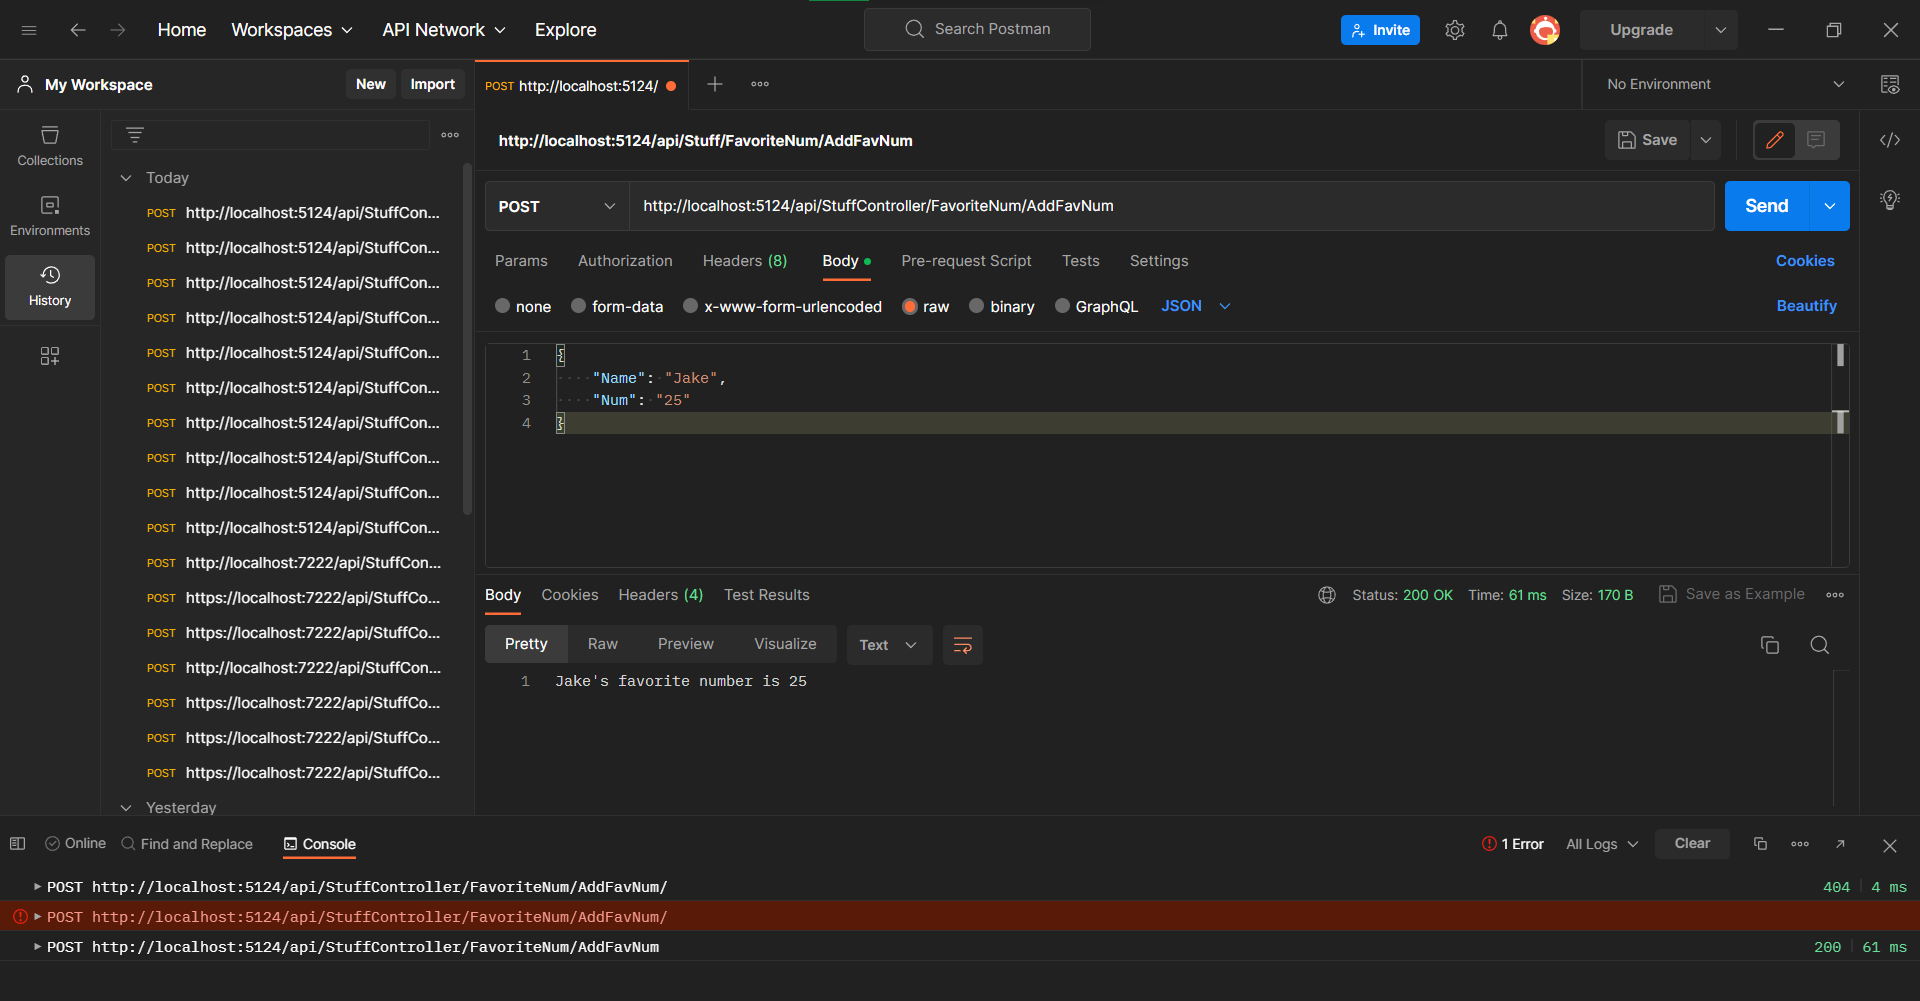 Home Workspaces API Network Explore Search Postman Invite Upgrade
My Workspace New Import POST http://localhost:5124/ No Environment
Collections
Environments
History
Today
POST http://localhost:5124/api/StuffCon...
POST http://localhost:5124/api/StuffCon...
POST http://localhost:5124/api/StuffCon...
POST http://localhost:5124/api/StuffCon...
POST http://localhost:5124/api/StuffCon...
POST http://localhost:5124/api/StuffCon...
POST http://localhost:5124/api/StuffCon...
POST http://localhost:5124/api/StuffCon...
POST http://localhost:5124/api/StuffCon...
POST http://localhost:5124/api/StuffCon...
POST http://localhost:7222/api/StuffCon...
POST https://localhost:7222/api/StuffCo...
POST https://localhost:7222/api/StuffCo...
POST http://localhost:7222/api/StuffCon...
POST https://localhost:7222/api/StuffCo...
POST https://localhost:7222/api/StuffCo...
POST https://localhost:7222/api/StuffCo...
Yesterday
http://localhost:5124/api/Stuff/FavoriteNum/AddFavNum Save
POST http://localhost:5124/api/StuffController/FavoriteNum/AddFavNum Send
Params Authorization Headers (8) Body Pre-request Script Tests Settings Cookies
none form-data x-www-form-urlencoded raw binary GraphQL JSON Beautify
1 {
2 "Name": "Jake",
3 "Num": "25"
4 }
Body Cookies Headers (4) Test Results Status: 200 OK Time: 61 ms Size: 170 B Save as Example
Pretty Raw Preview Visualize Text
1 Jake's favorite number is 25
Online Find and Replace Console 1 Error All Logs Clear
POST http://localhost:5124/api/StuffController/FavoriteNum/AddFavNum/ 404 4 ms
POST http://localhost:5124/api/StuffController/FavoriteNum/AddFavNum/
POST http://localhost:5124/api/StuffController/FavoriteNum/AddFavNum 200 61 ms